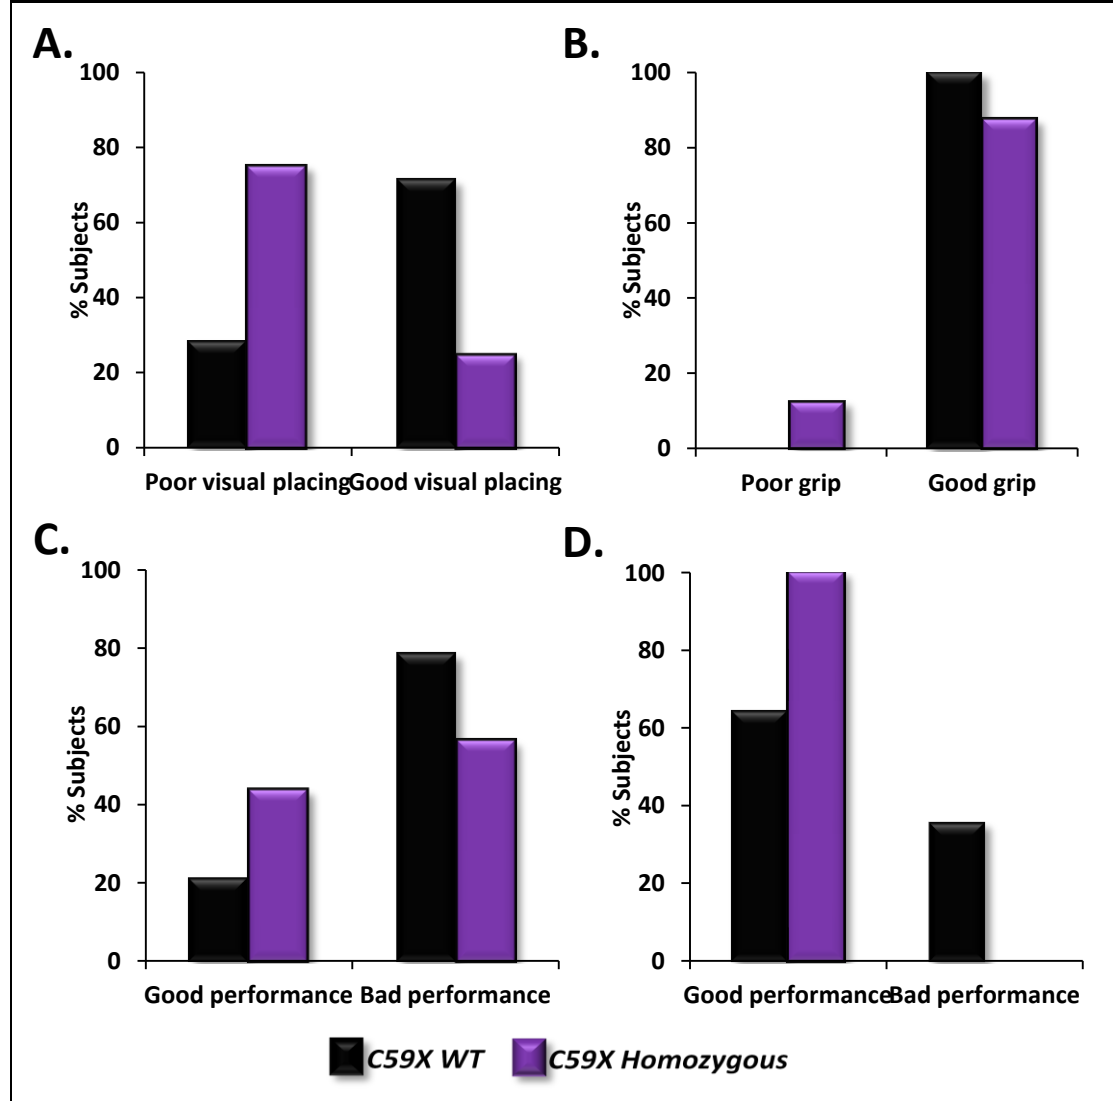 A.
100
80
60
40
20
0
% Subjects
Poor visual placing Good visual placing
B.
100
80
60
40
20
0
% Subjects
Poor grip Good grip
C.
100
80
60
40
20
0
% Subjects
Good performance Bad performance
D.
100
80
60
40
20
0
% Subjects
Good performance Bad performance
C59X WT C59X Homozygous